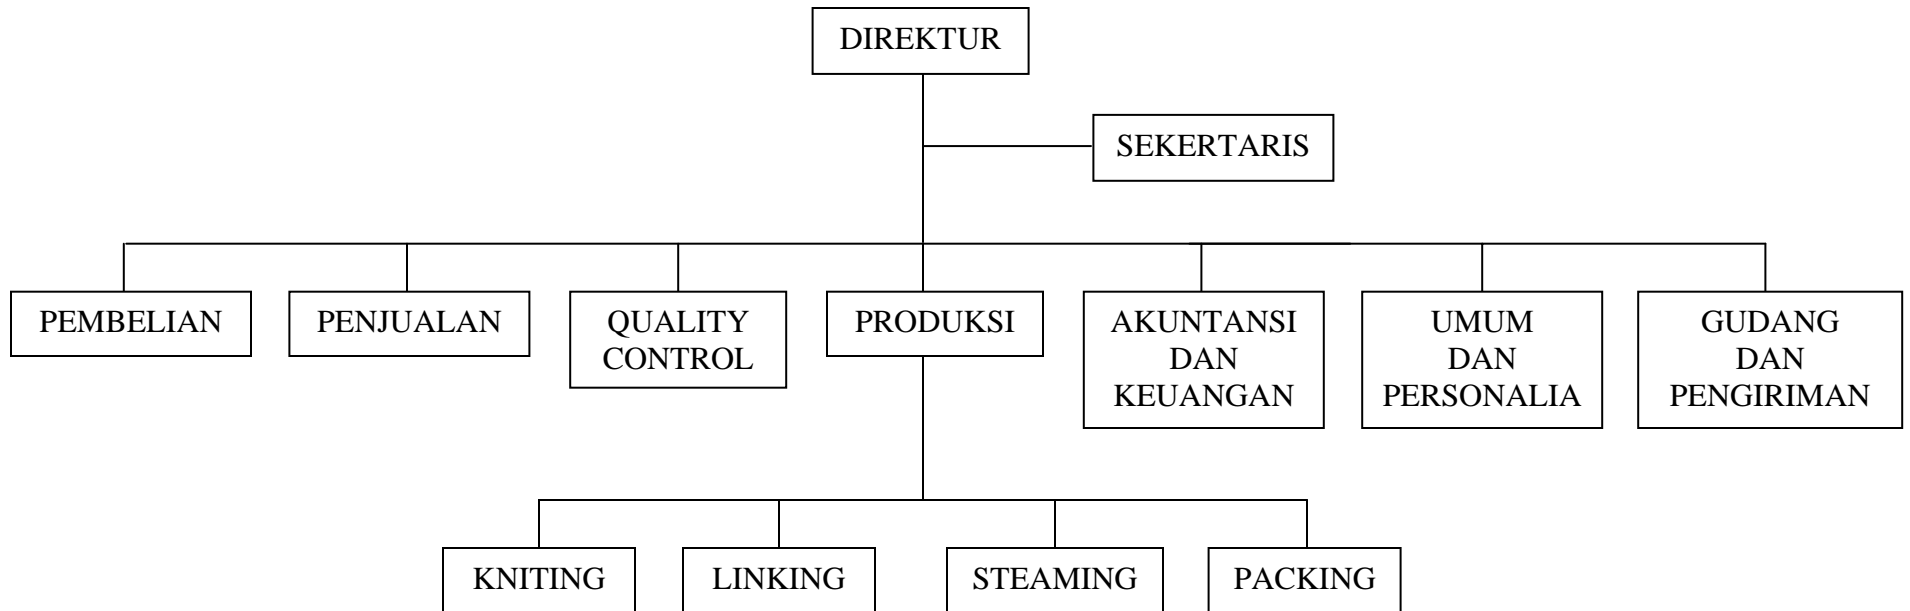 DIREKTUR
SEKERTARIS
PEMBELIAN
PENJUALAN
QUALITY
CONTROL
PRODUKSI
AKUNTANSI
DAN
KEUANGAN
UMUM
DAN
PERSONALIA
GUDANG
DAN
PENGIRIMAN
KNITING
LINKING
STEAMING
PACKING